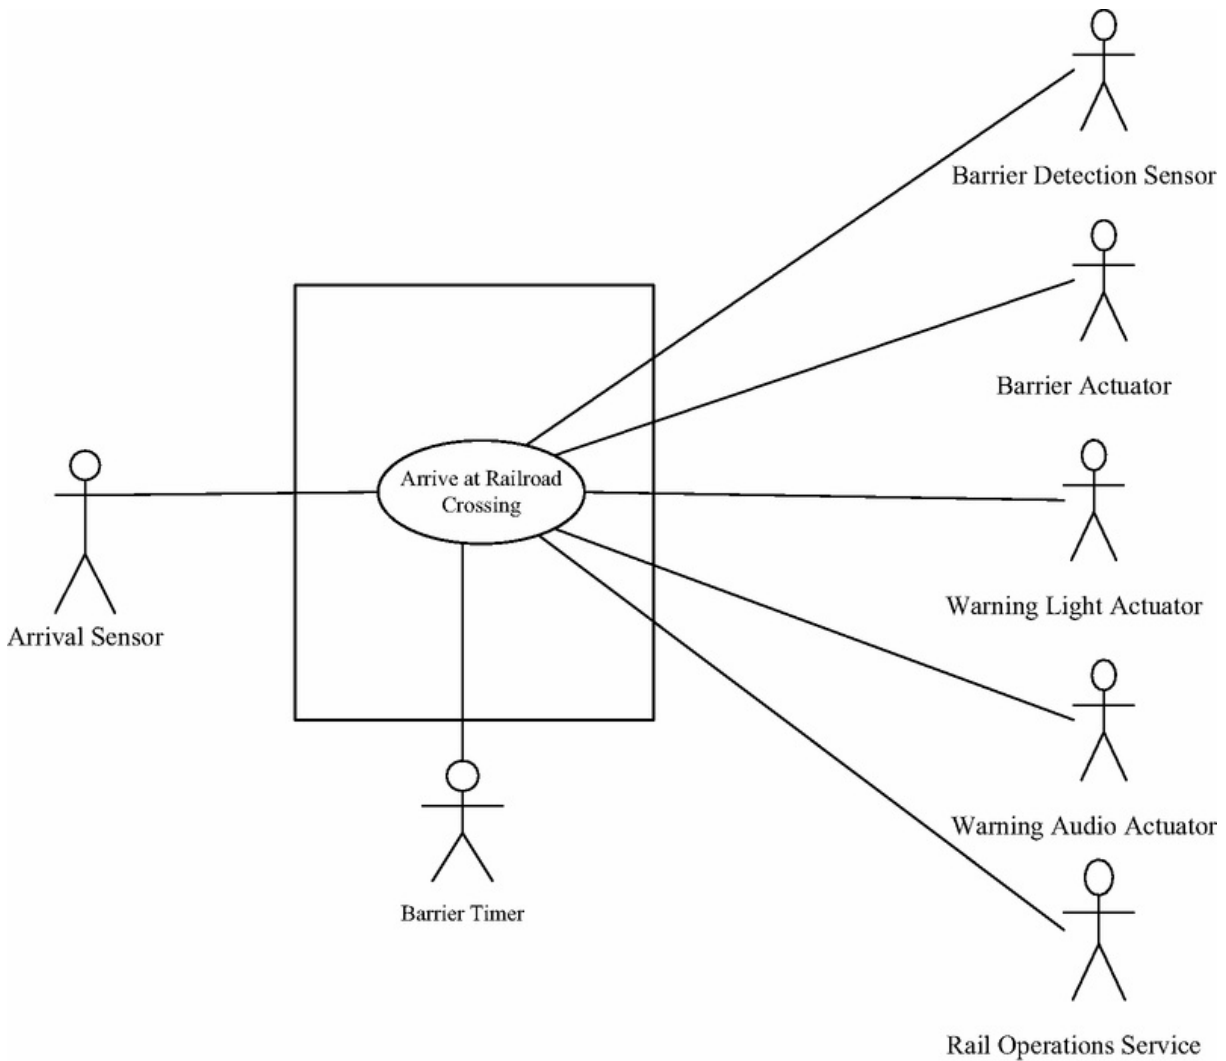 Barrier Detection Sensor
Barrier Actuator
Arrive at Railroad
Crossing
Warning Light Actuator
Arrival Sensor
Warning Audio Actuator
Barrier Timer
Rail Operations Service